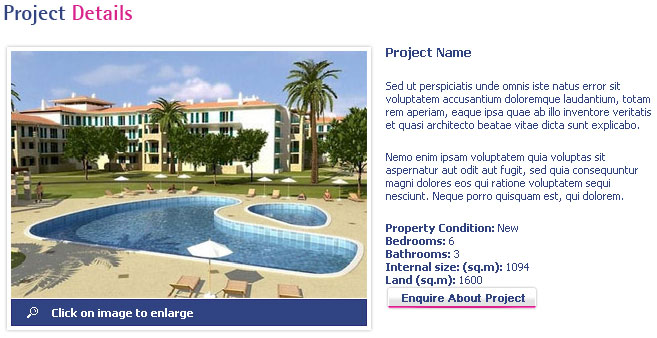 Project Details
Project Name
Sed ut perspiciatis unde omnis iste natus error sit
voluptatem accusantium doloremque laudantium, totam
rem aperiam, eaque ipsa quae ab illo inventore veritatis
et quasi architecto beatae vitae dicta sunt explicabo.
Nemo enim ipsam voluptatem quia voluptas sit
aspernatur aut odit aut fugit, sed quia consequuntur
magni dolores eos qui ratione voluptatem sequi
nesciunt. Neque porro quisquam est, qui dolorem.
Property Condition: New
Bedrooms: 6
Bathrooms: 3
Internal size: (sq.m): 1094
Land (sq.m): 1600
Enquire About Project
Click on image to enlarge